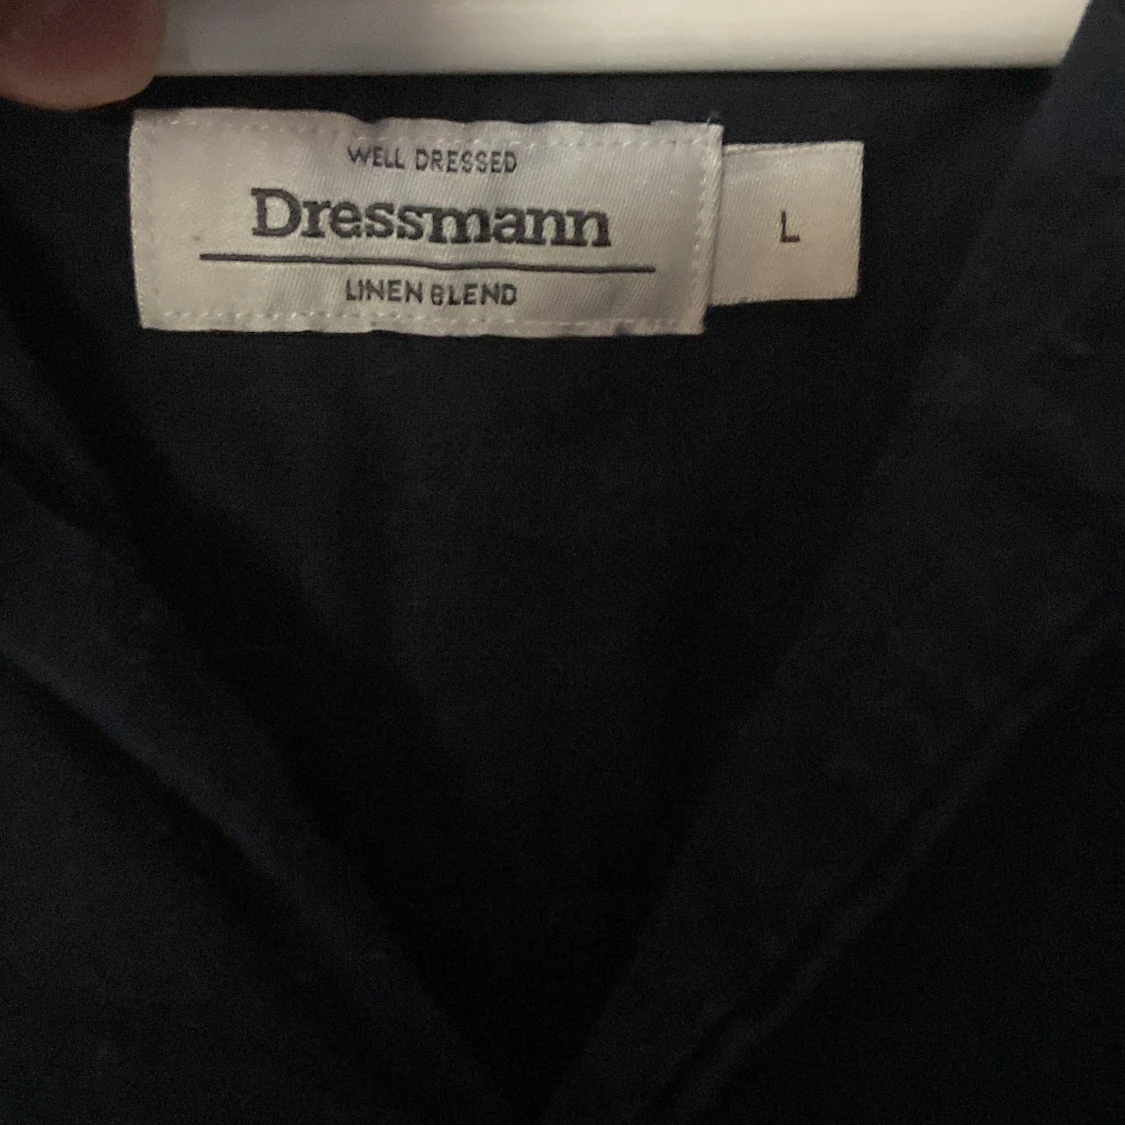 WELL DRESSED
Dressmann
LINEN BLEND
L